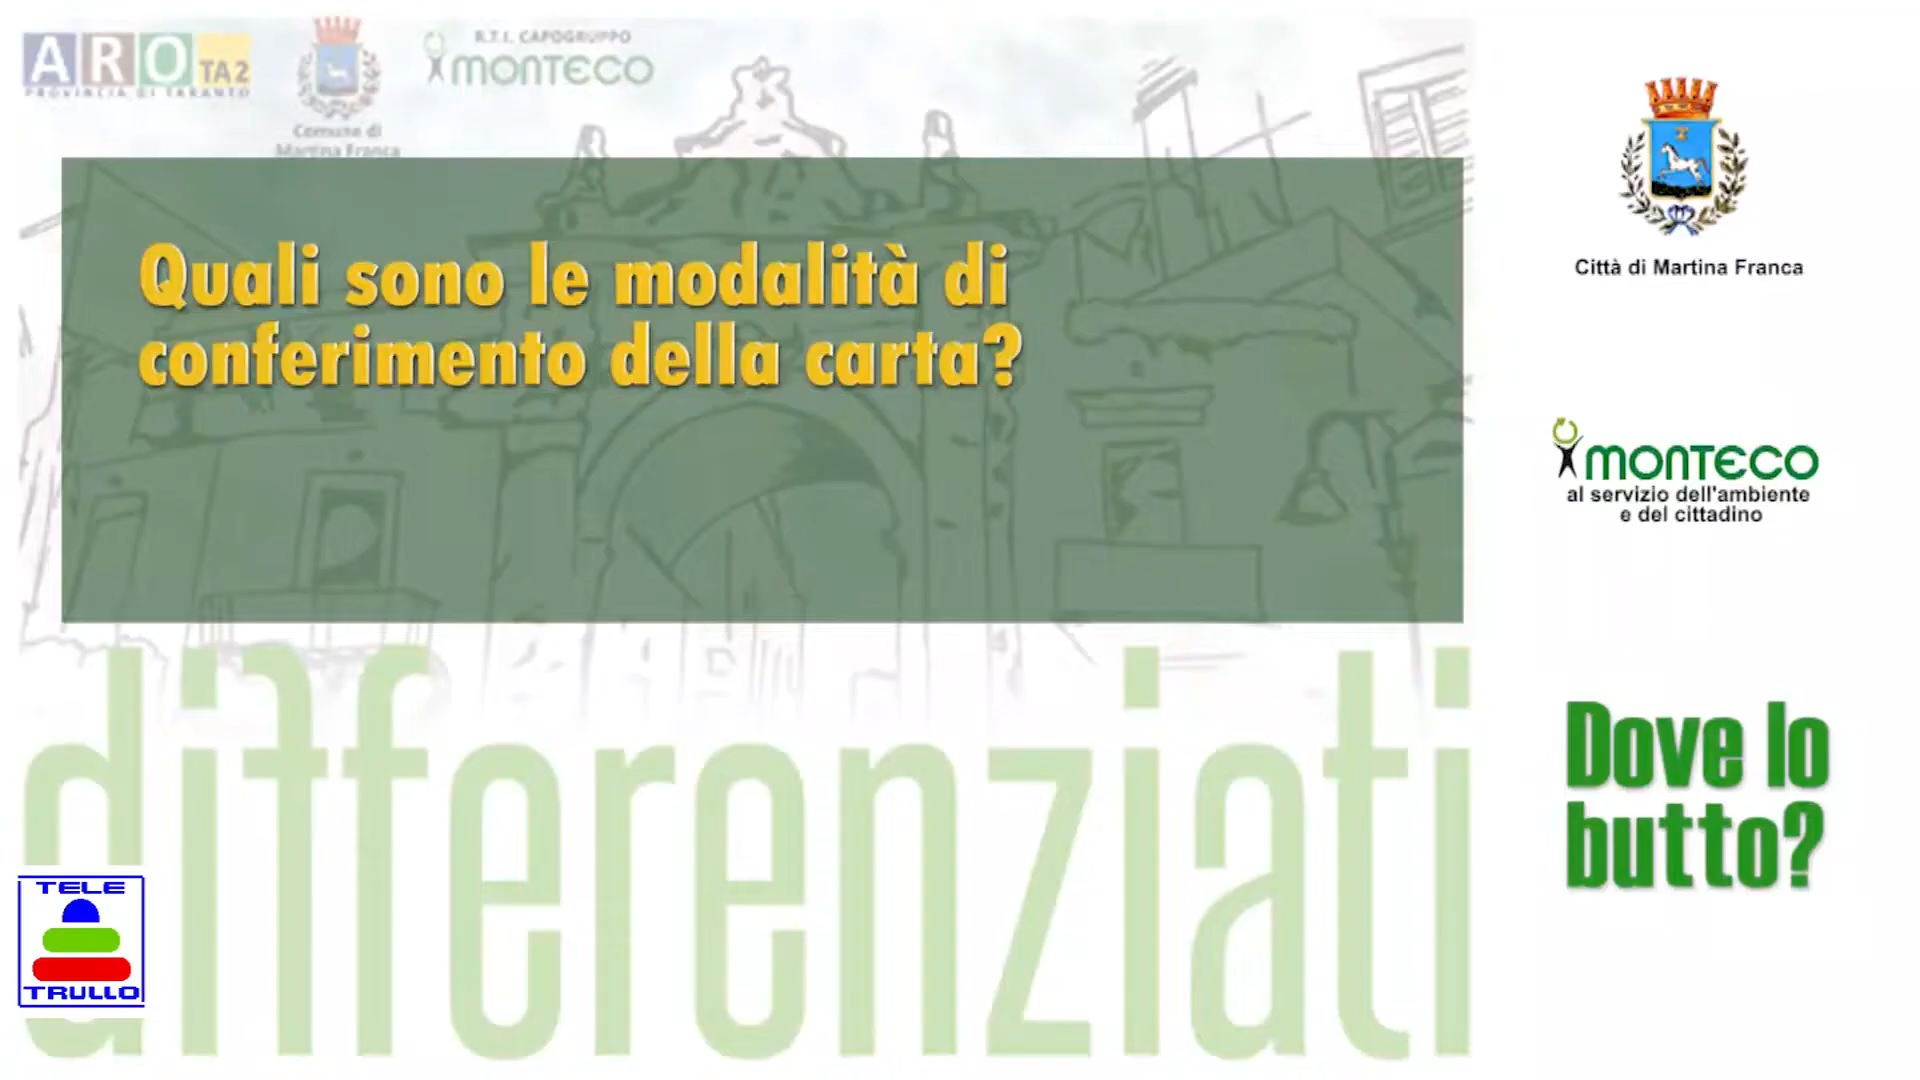 ARO TA2
PROVINCIA DI TARANTO
Comune di
Martina Franca
R.T.I. CAPOGRUPPO
MONTECO
Quali sono le modalità di
conferimento della carta?
differenziati
TELE
TRULLO
Città di Martina Franca
MONTECO
al servizio dell'ambiente
e del cittadino
Dove lo
butto?